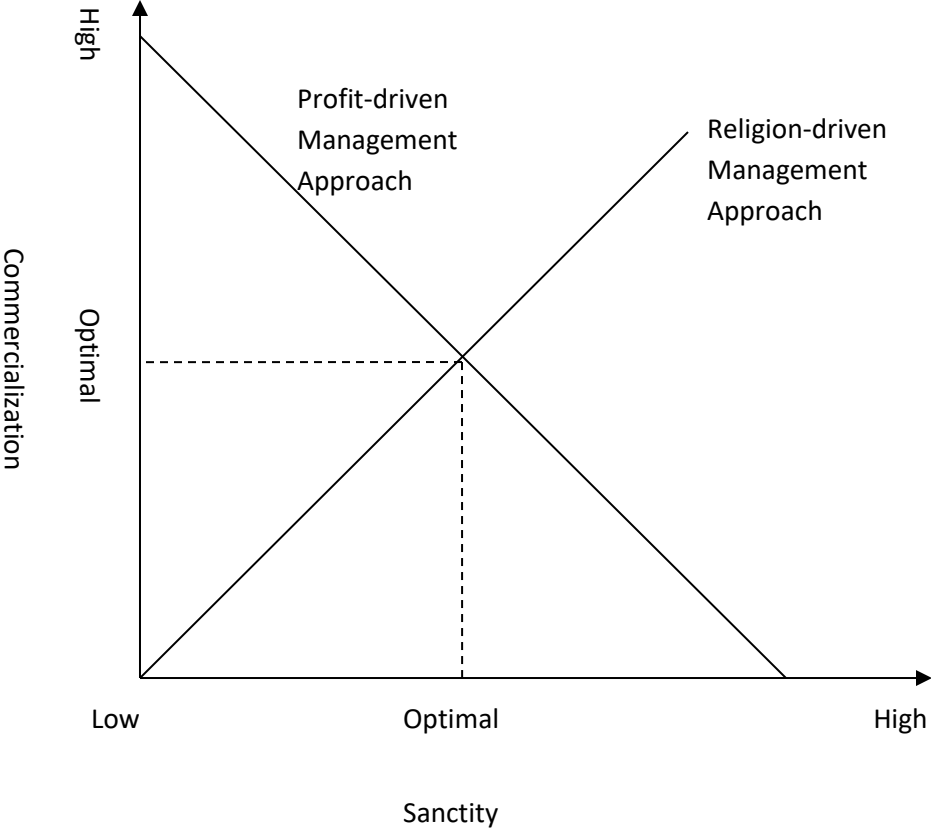 High
Profit-driven
Management
Approach
Religion-driven
Management
Approach
Commercialization
Optimal
Low
Optimal
High
Sanctity